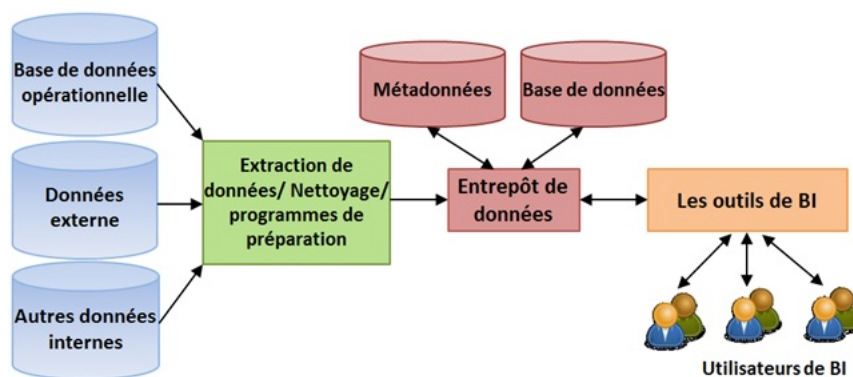 Base de données
opérationnelle
Données
externe
Autres données
internes
Extraction de
données/ Nettoyage/
programmes de
préparation
Métadonnées
Base de données
Entrepôt de
données
Les outils de BI
Utilisateurs de BI